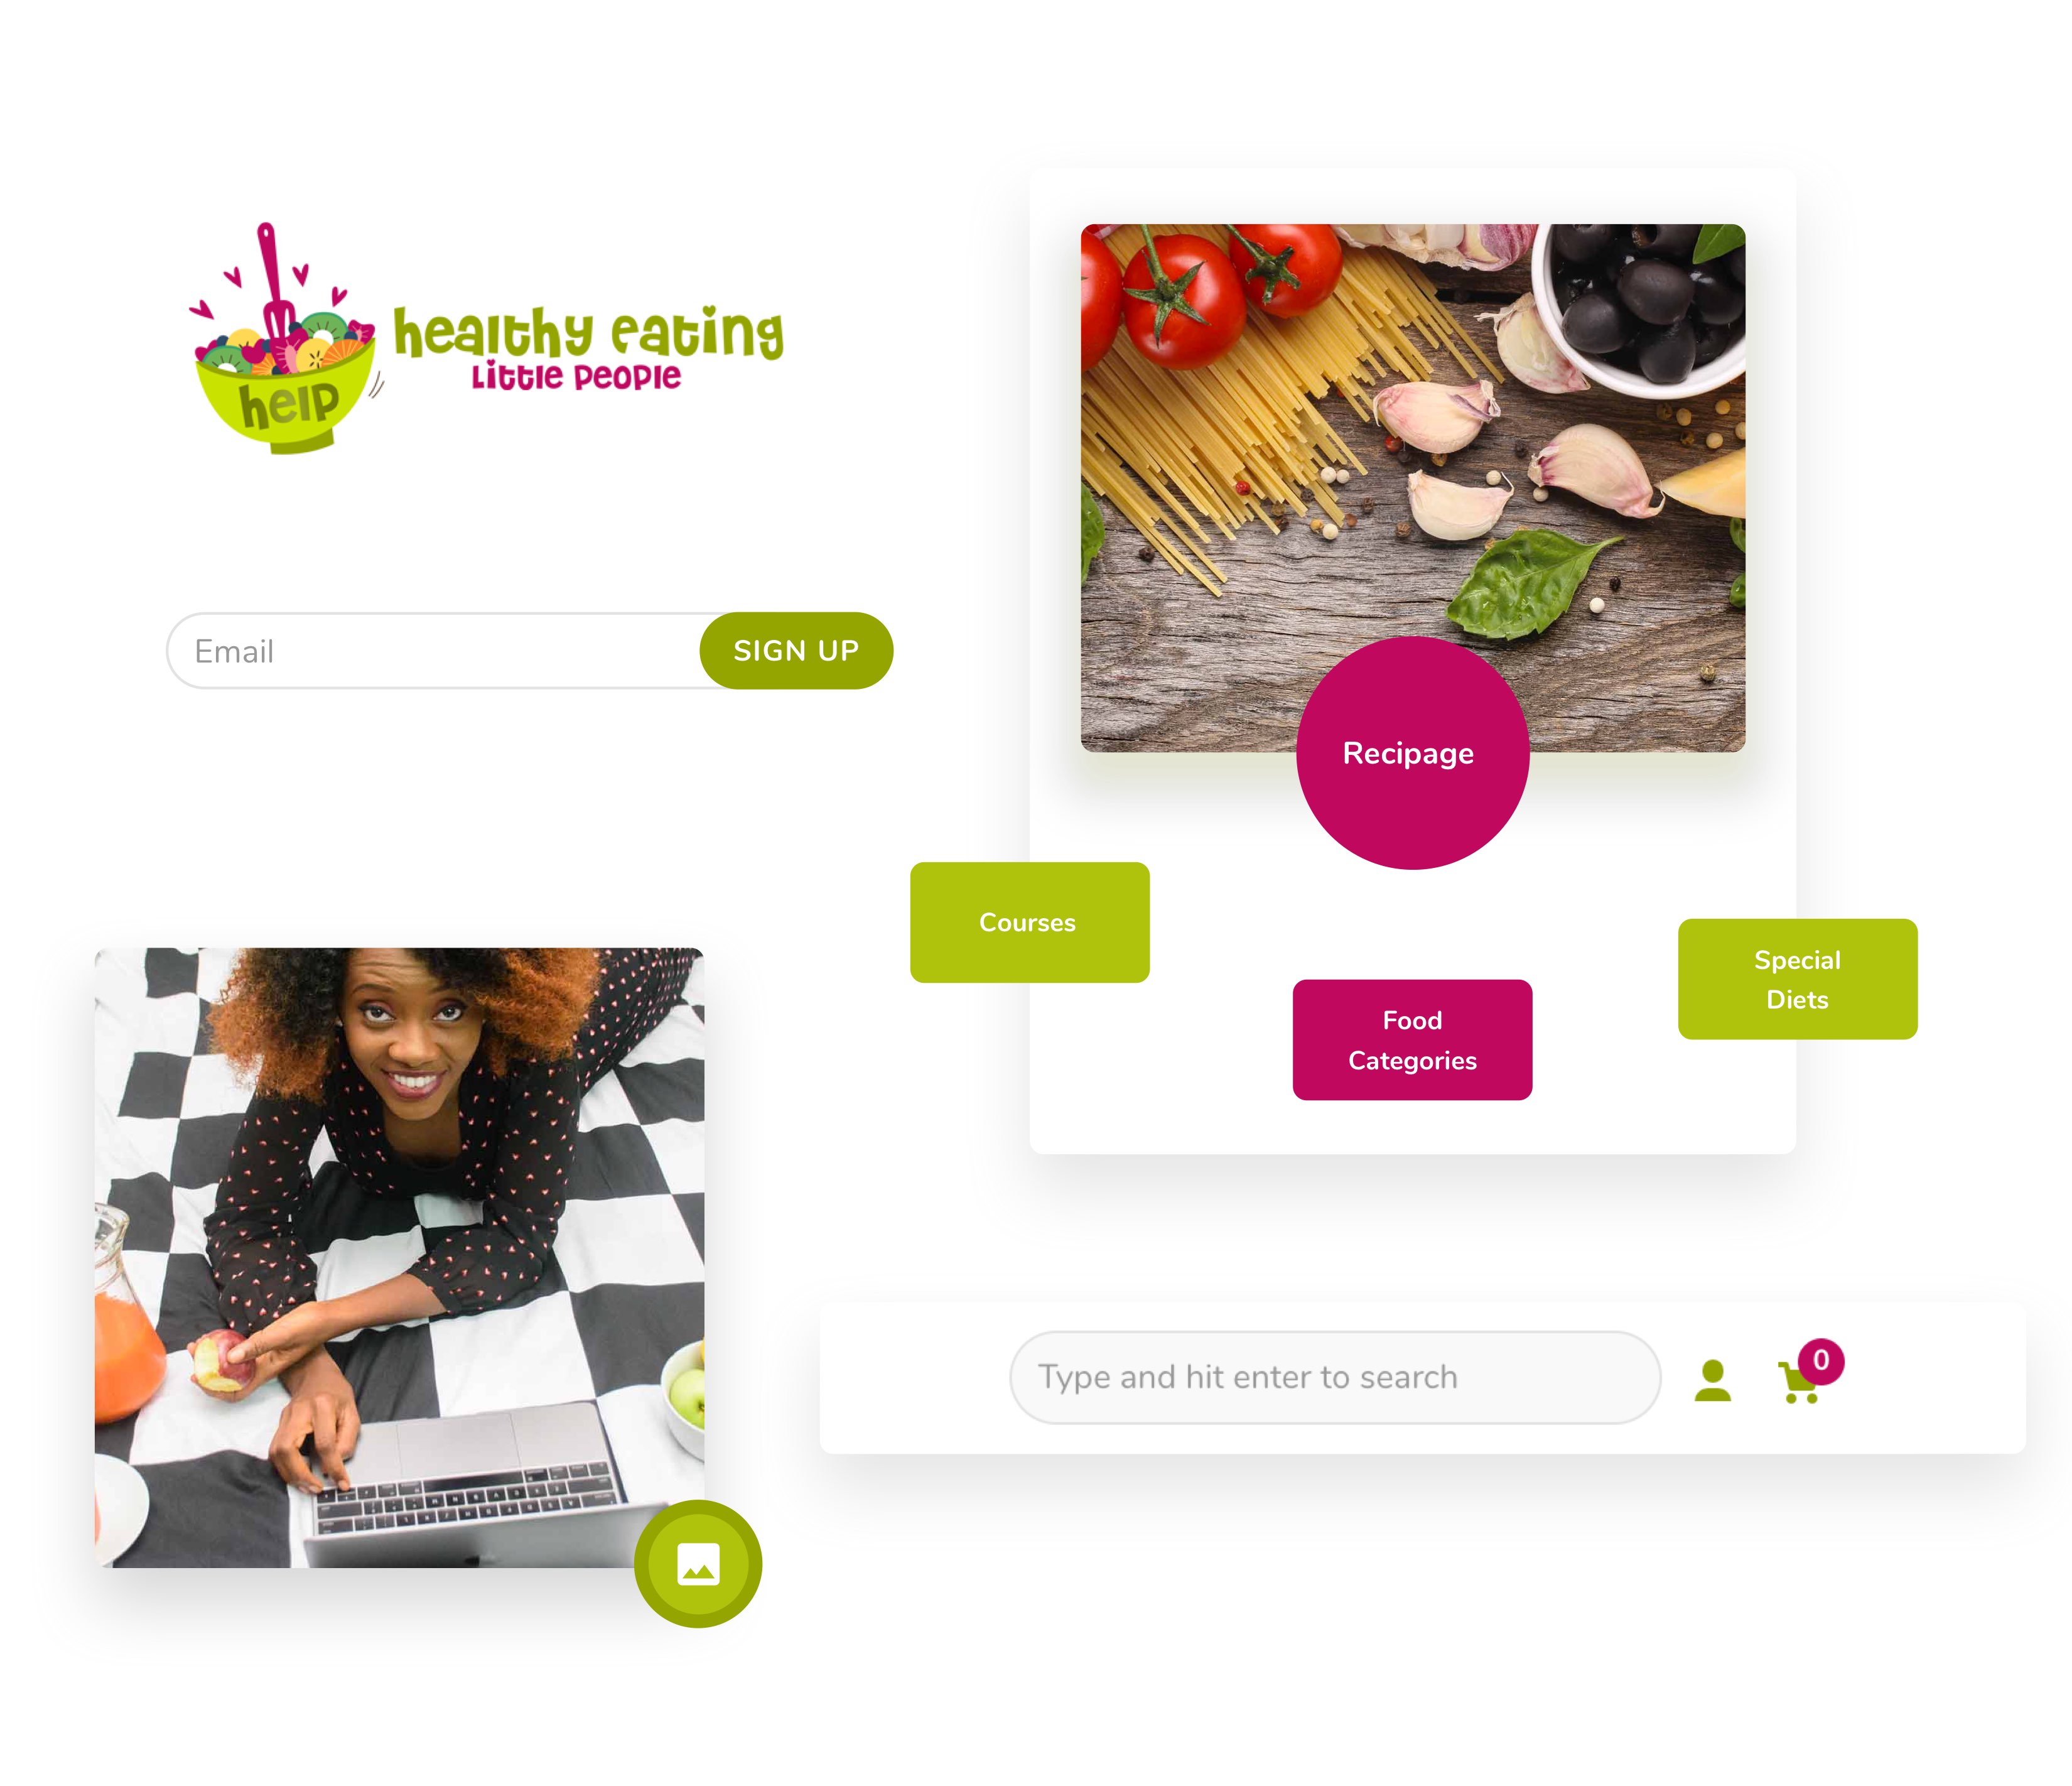 healthy eating
Little People
help
Email
SIGN UP
Recipage
Courses
Special
Diets
Food
Categories
Type and hit enter to search
0